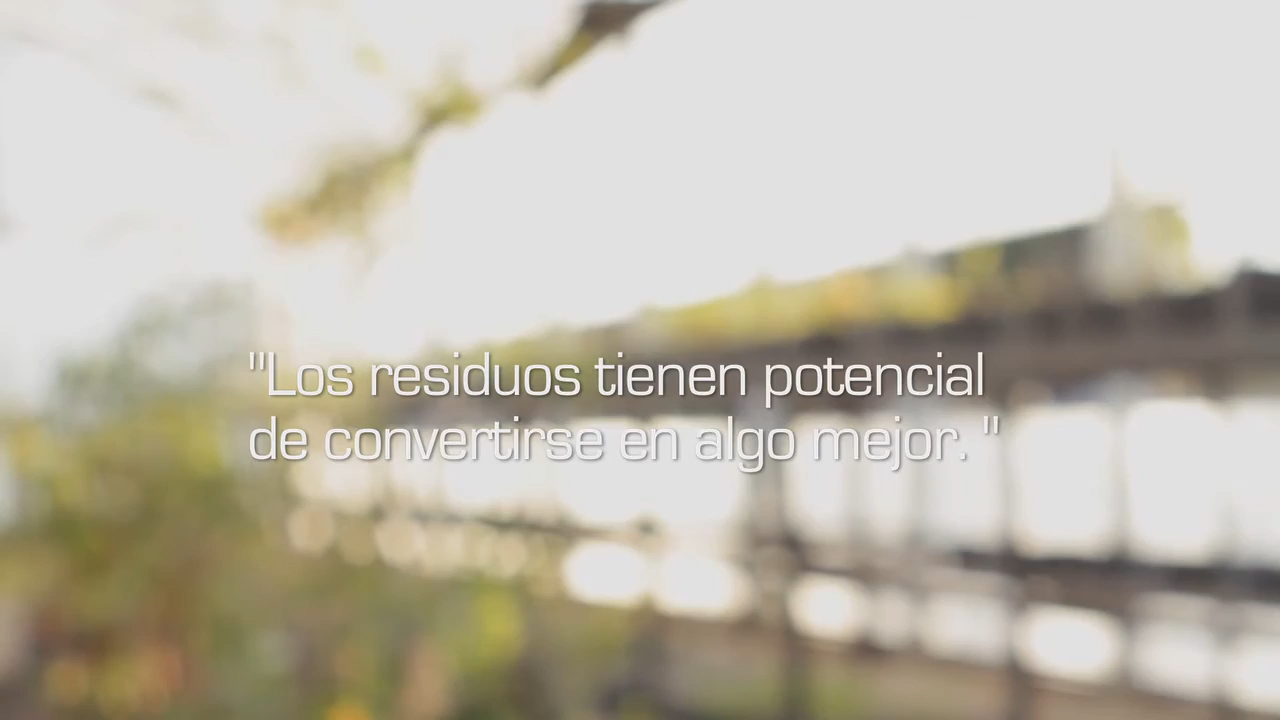 "Los residuos tienen potencial
de convertirse en algo mejor. "